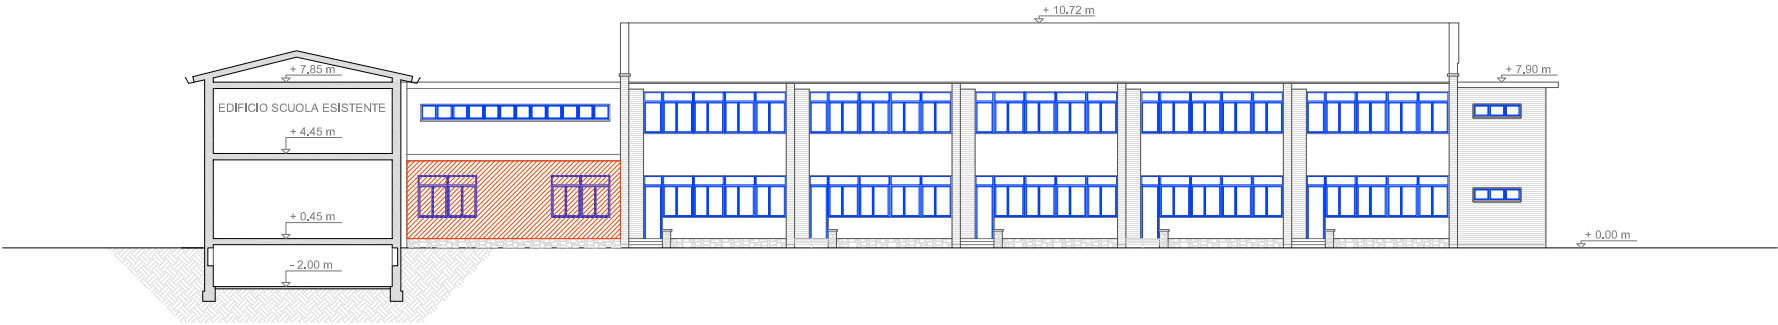 + 10.72 m
+ 7.85 m
+ 7.90 m
EDIFICIO SCUOLA ESISTENTE
+ 4.45 m
+ 0.45 m
+ 0.00 m
- 2.00 m